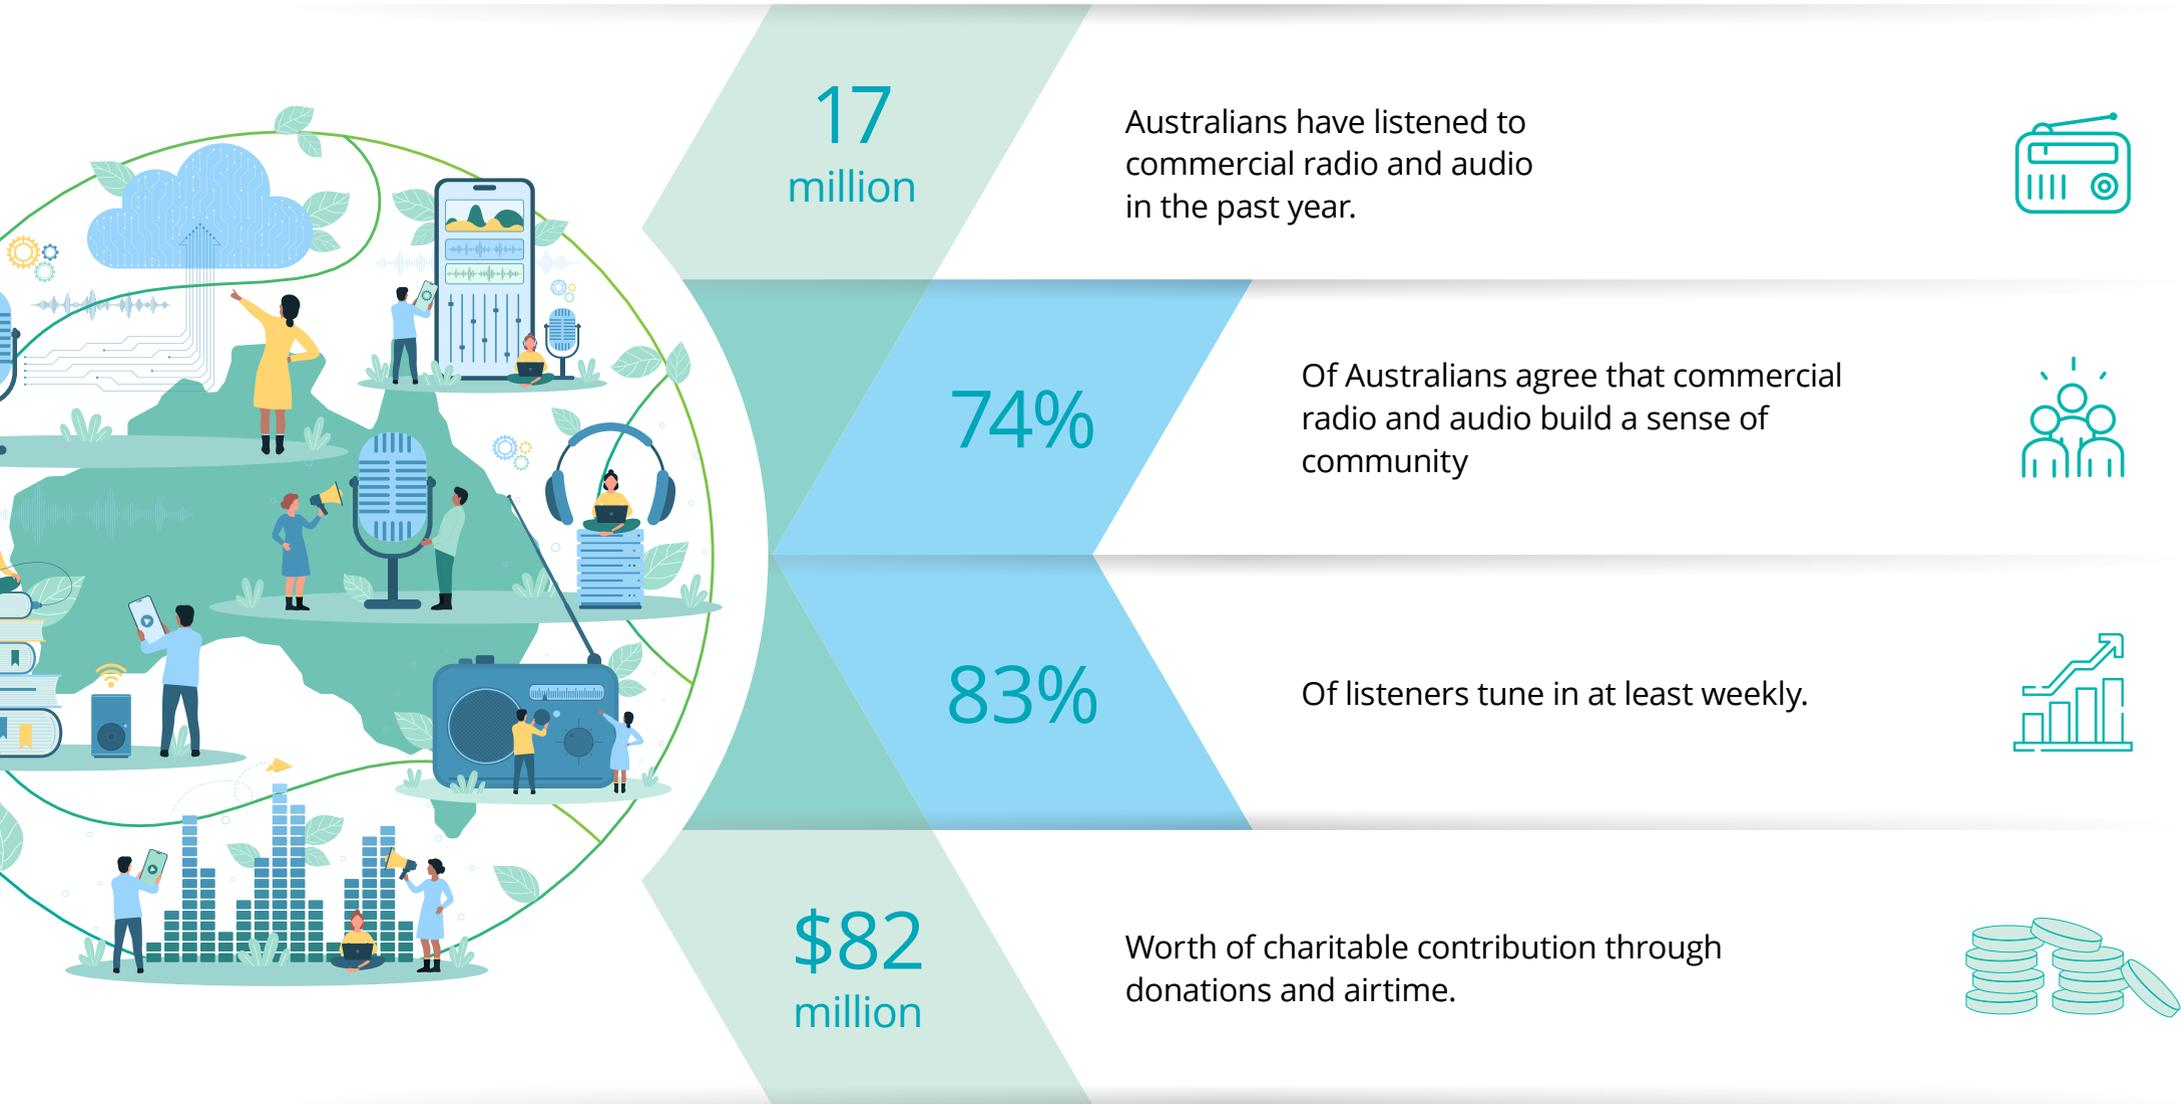 17
million
Australians have listened to
commercial radio and audio
in the past year.
74%
Of Australians agree that commercial
radio and audio build a sense of
community
83%
Of listeners tune in at least weekly.
$82
million
Worth of charitable contribution through
donations and airtime.